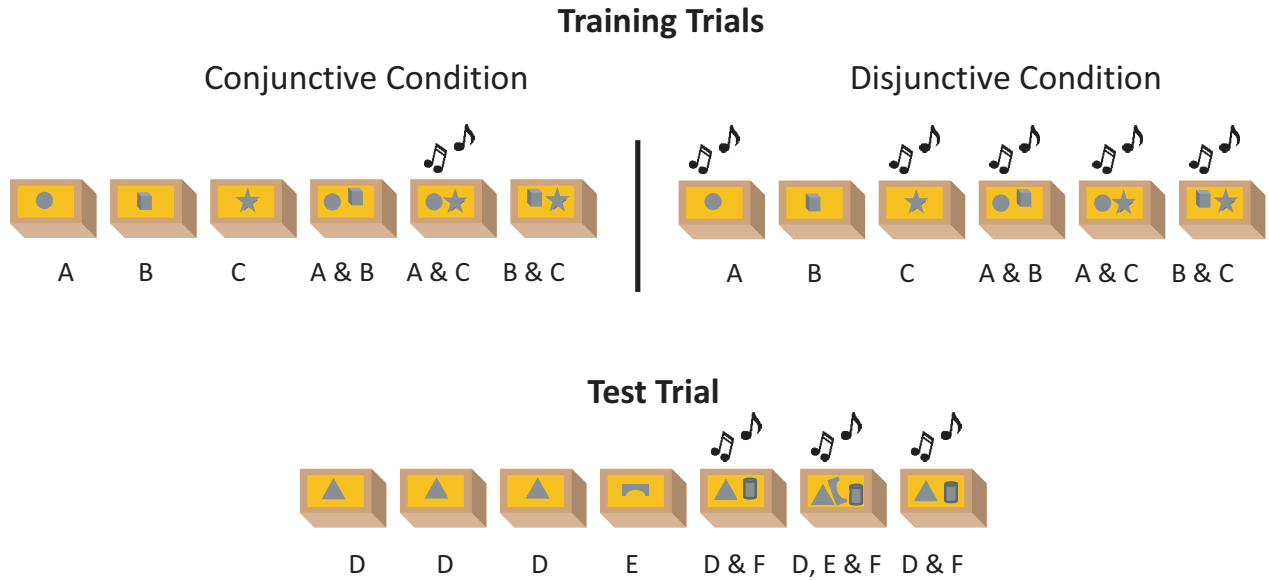 Training Trials
Conjunctive Condition
Disjunctive Condition
A B C A & B A & C B & C
A B C A & B A & C B & C
Test Trial
D D D E D & F D, E & F D & F